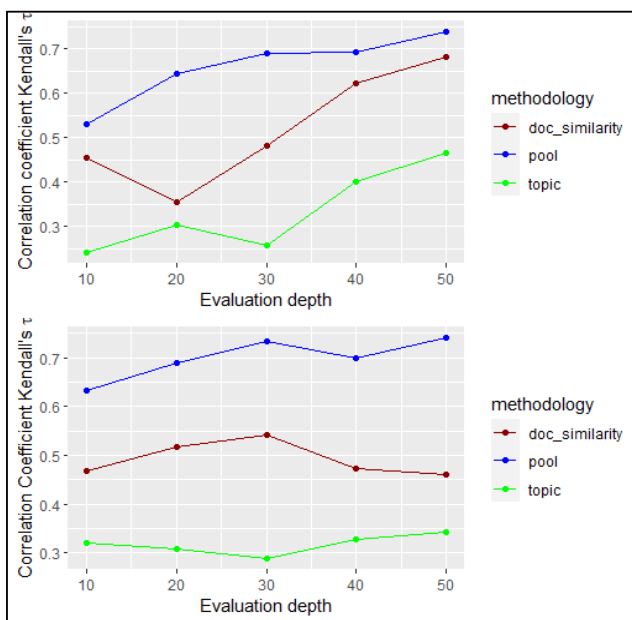 Correlation coefficient Kendall's τ
0.7
0.6
0.5
0.4
0.3
10 20 30 40 50
Evaluation depth
methodology
doc_similarity
pool
topic
Correlation Coefficient Kendall's τ
0.7
0.6
0.5
0.4
0.3
10 20 30 40 50
Evaluation depth
methodology
doc_similarity
pool
topic